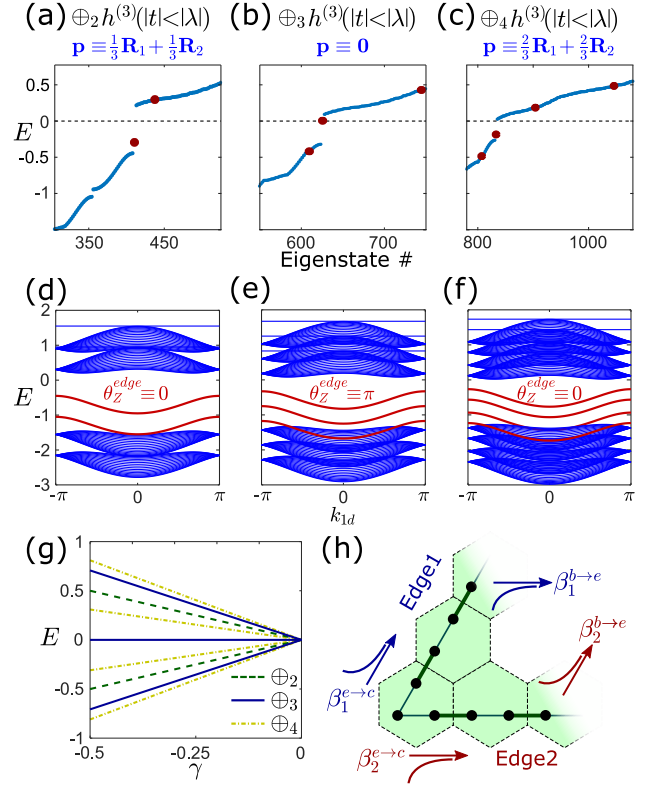 (a) ⊕₂h⁽³⁾(|t|<|λ|)
p ≡ ⅓R₁ + ⅓R₂
(b) ⊕₃h⁽³⁾(|t|<|λ|)
p ≡ 0
(c) ⊕₄h⁽³⁾(|t|<|λ|)
p ≡ ⅔R₁ + ⅔R₂
E
0.5
0
-0.5
-1
350 450
600 700
800 1000
Eigenstate #
(d) (e) (f)
E
2
1
0
-1
-2
-3
θ_Z^{edge} ≡ 0
θ_Z^{edge} ≡ π
θ_Z^{edge} ≡ 0
-π 0 π
-π 0 π
-π 0 π
k_{1d}
(g)
E
1
0.5
0
-0.5
-1
-0.5 -0.25 0
γ
⊕₂
⊕₃
⊕₄
(h)
Edge1
β₁^{b→e}
β₂^{b→e}
β₁^{e→c}
β₂^{e→c}
Edge2